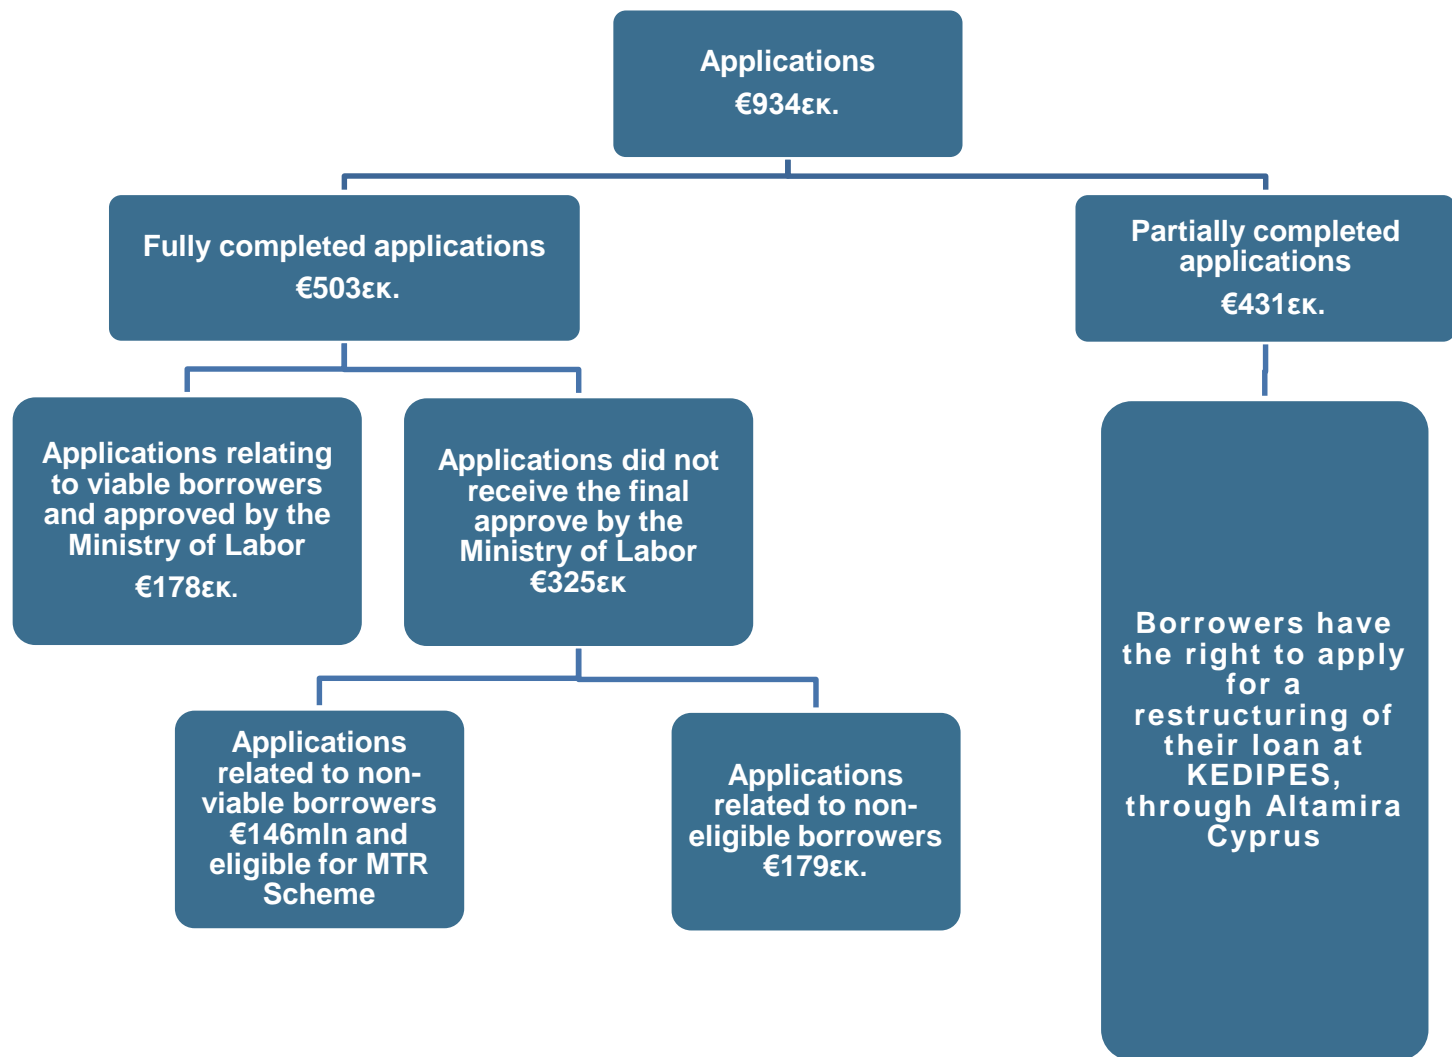 Applications
€934εκ.
Fully completed applications
€503εκ.
Partially completed
applications
€431εκ.
Applications relating
to viable borrowers
and approved by the
Ministry of Labor
€178εκ.
Applications did not
receive the final
approve by the
Ministry of Labor
€325εκ
Borrowers have
the right to apply
for a
restructuring of
their loan at
KEDIPES,
through Altamira
Cyprus
Applications
related to non-
viable borrowers
€146mln and
eligible for MTR
Scheme
Applications
related to non-
eligible borrowers
€179εκ.